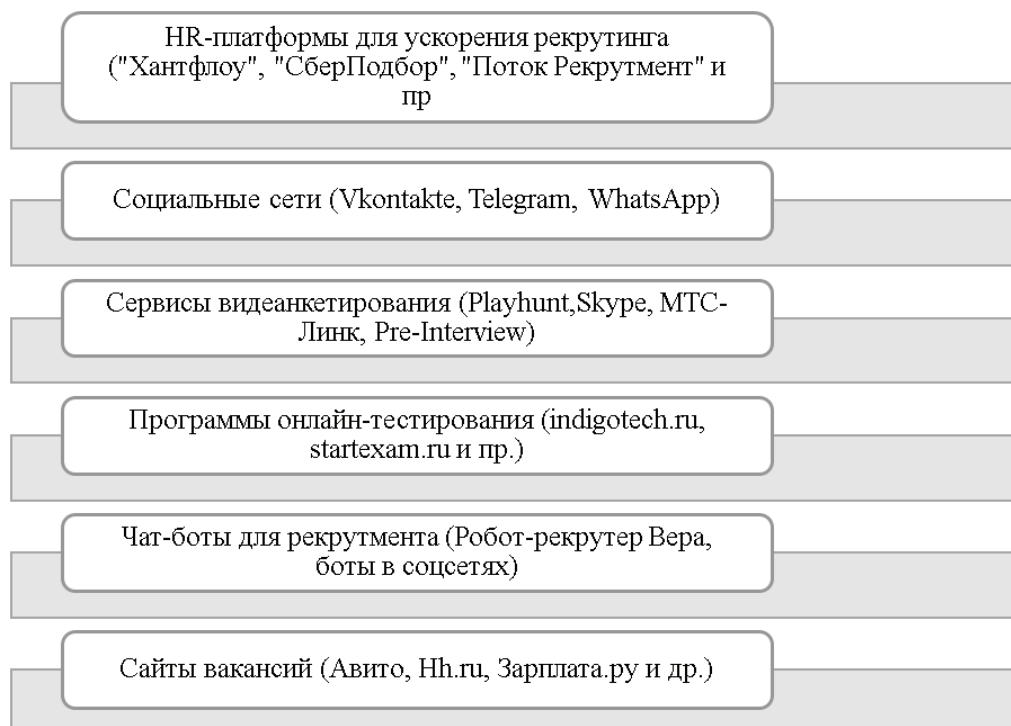 HR-платформы для ускорения рекрутинга
("Хантфлоу", "СберПодбор", "Поток Рекрутмент" и
пр
Социальные сети (Vkontakte, Telegram, WhatsApp)
Сервисы видеанкетирования (Playhunt,Skype, МТС-
Линк, Pre-Interview)
Программы онлайн-тестирования (indigotech.ru,
startexam.ru и пр.)
Чат-боты для рекрутмента (Робот-рекрутер Вера,
боты в соцсетях)
Сайты вакансий (Авито, Hh.ru, Зарплата.ру и др.)